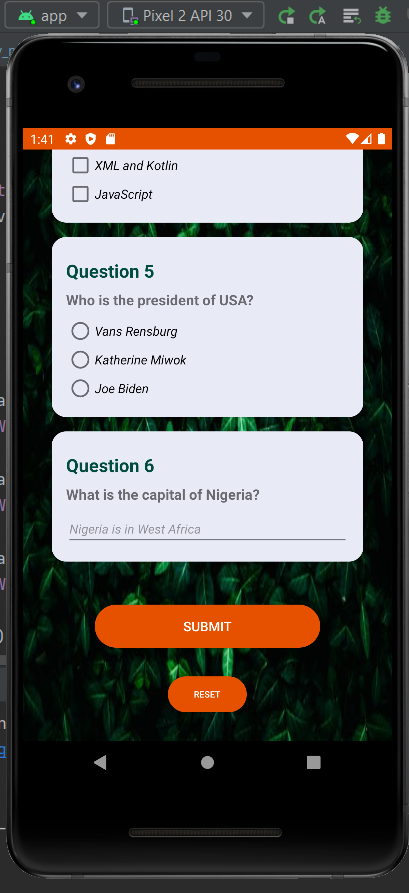 app
Pixel 2 API 30
1:41
XML and Kotlin
JavaScript
Question 5
Who is the president of USA?
Vans Rensburg
Katherine Miwok
Joe Biden
Question 6
What is the capital of Nigeria?
Nigeria is in West Africa
SUBMIT
RESET